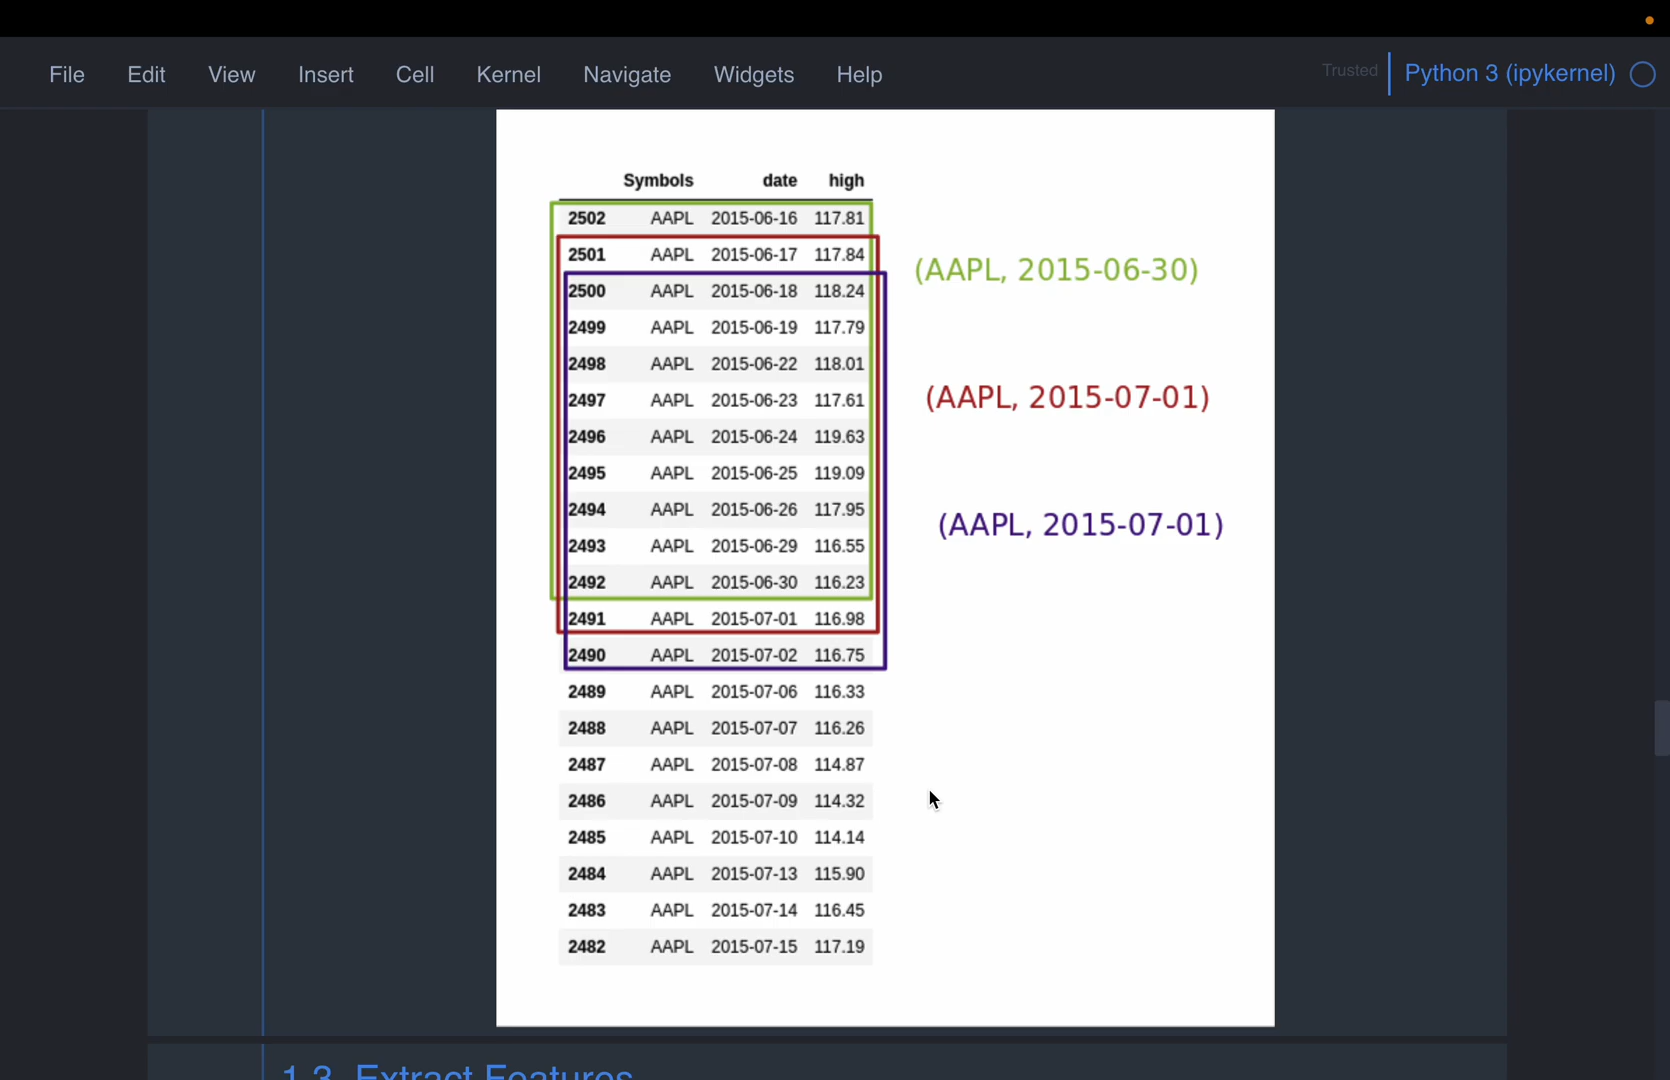 File Edit View Insert Cell Kernel Navigate Widgets Help Trusted Python 3 (ipykernel)
Symbols date high
2502 AAPL 2015-06-16 117.81
2501 AAPL 2015-06-17 117.84
(AAPL, 2015-06-30)
2500 AAPL 2015-06-18 118.24
2499 AAPL 2015-06-19 117.79
2498 AAPL 2015-06-22 118.01
2497 AAPL 2015-06-23 117.61
(AAPL, 2015-07-01)
2496 AAPL 2015-06-24 119.63
2495 AAPL 2015-06-25 119.09
2494 AAPL 2015-06-26 117.95
(AAPL, 2015-07-01)
2493 AAPL 2015-06-29 116.55
2492 AAPL 2015-06-30 116.23
2491 AAPL 2015-07-01 116.98
2490 AAPL 2015-07-02 116.75
2489 AAPL 2015-07-06 116.33
2488 AAPL 2015-07-07 116.26
2487 AAPL 2015-07-08 114.87
2486 AAPL 2015-07-09 114.32
2485 AAPL 2015-07-10 114.14
2484 AAPL 2015-07-13 115.90
2483 AAPL 2015-07-14 116.45
2482 AAPL 2015-07-15 117.19
1.3. Extract Features